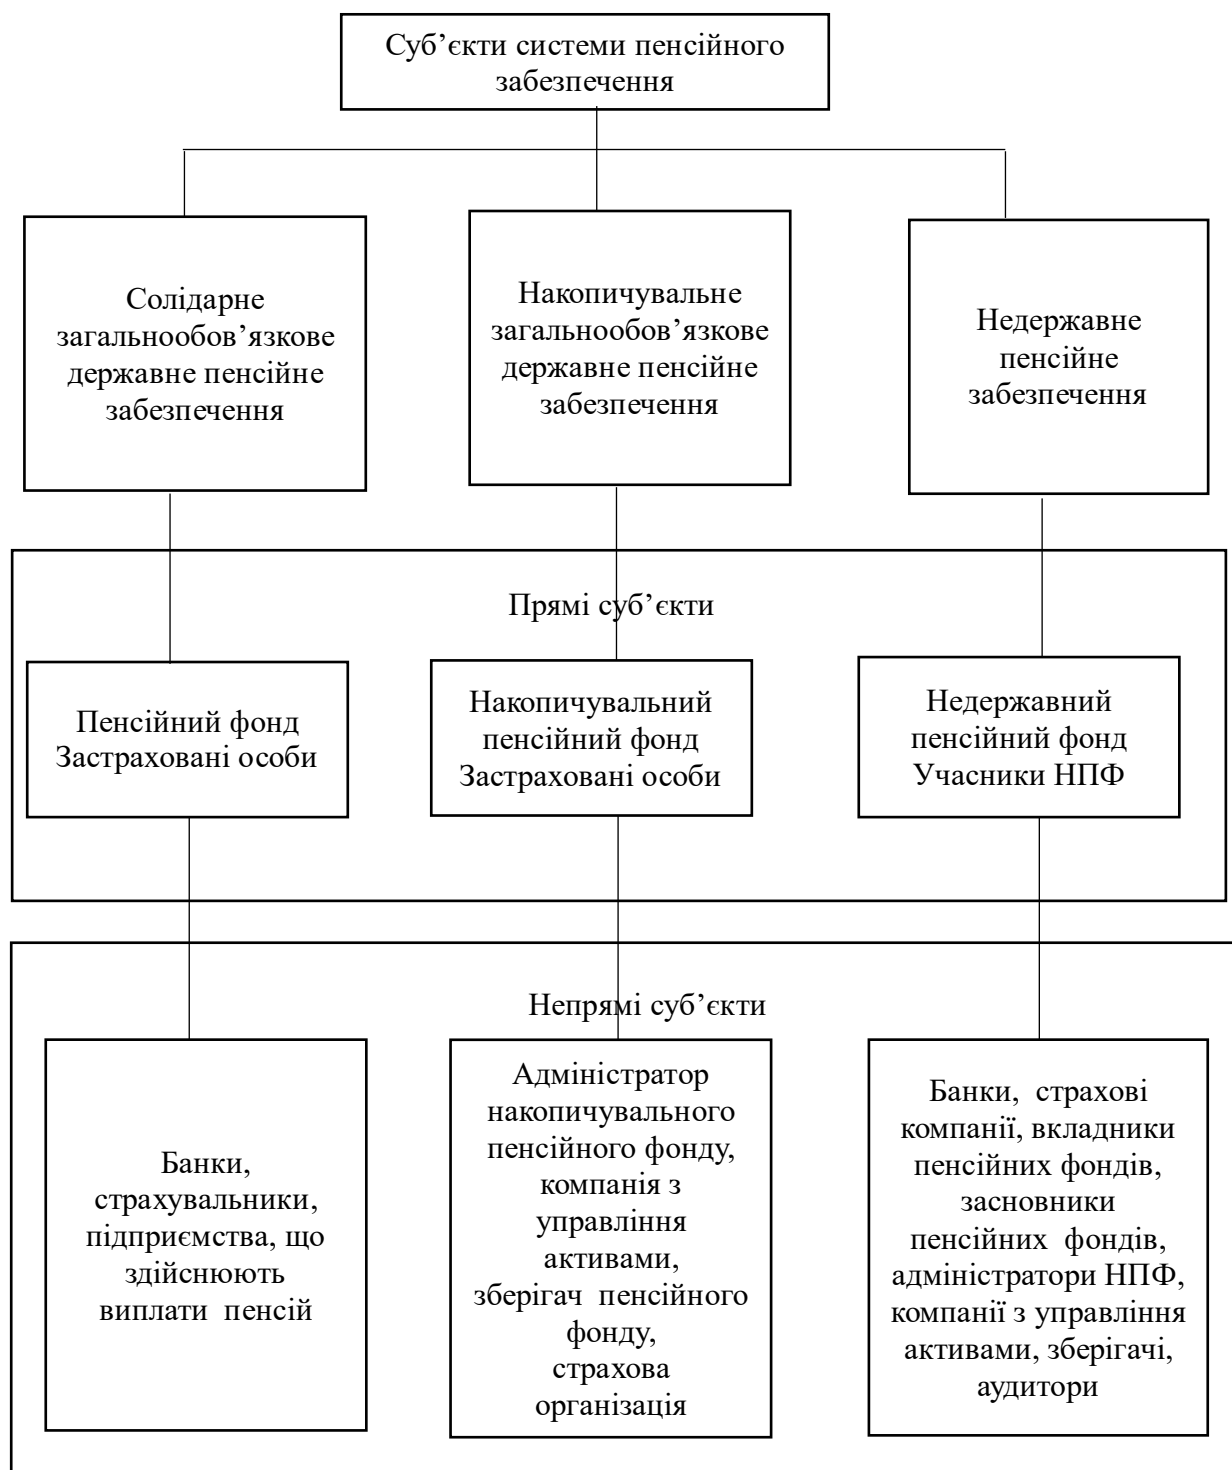 Суб’єкти системи пенсійного
забезпечення
Солідарне
загальнообов’язкове
державне пенсійне
забезпечення
Накопичувальне
загальнообов’язкове
державне пенсійне
забезпечення
Недержавне
пенсійне
забезпечення
Прямі суб’єкти
Пенсійний фонд
Застраховані особи
Накопичувальний
пенсійний фонд
Застраховані особи
Недержавний
пенсійний фонд
Учасники НПФ
Непрямі суб’єкти
Банки,
страхувальники,
підприємства, що
здійснюють
виплати пенсій
Адміністратор
накопичувального
пенсійного фонду,
компанія з
управління
активами,
зберігач пенсійного
фонду,
страхова
організація
Банки, страхові
компанії, вкладники
пенсійних фондів,
засновники
пенсійних фондів,
адміністратори НПФ,
компанії з управління
активами, зберігачі,
аудитори